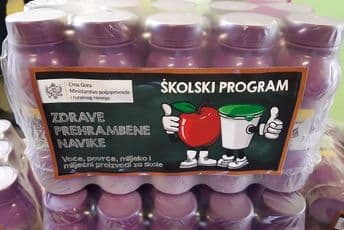 Crna Gora
Ministarstvo poljoprivrede
i ruralnog razvoja
ŠKOLSKI PROGRAM
ZDRAVE
PREHRAMBENE
NAVIKE
Voće, povrće, mlijeko i
mliječni proizvodi za škole